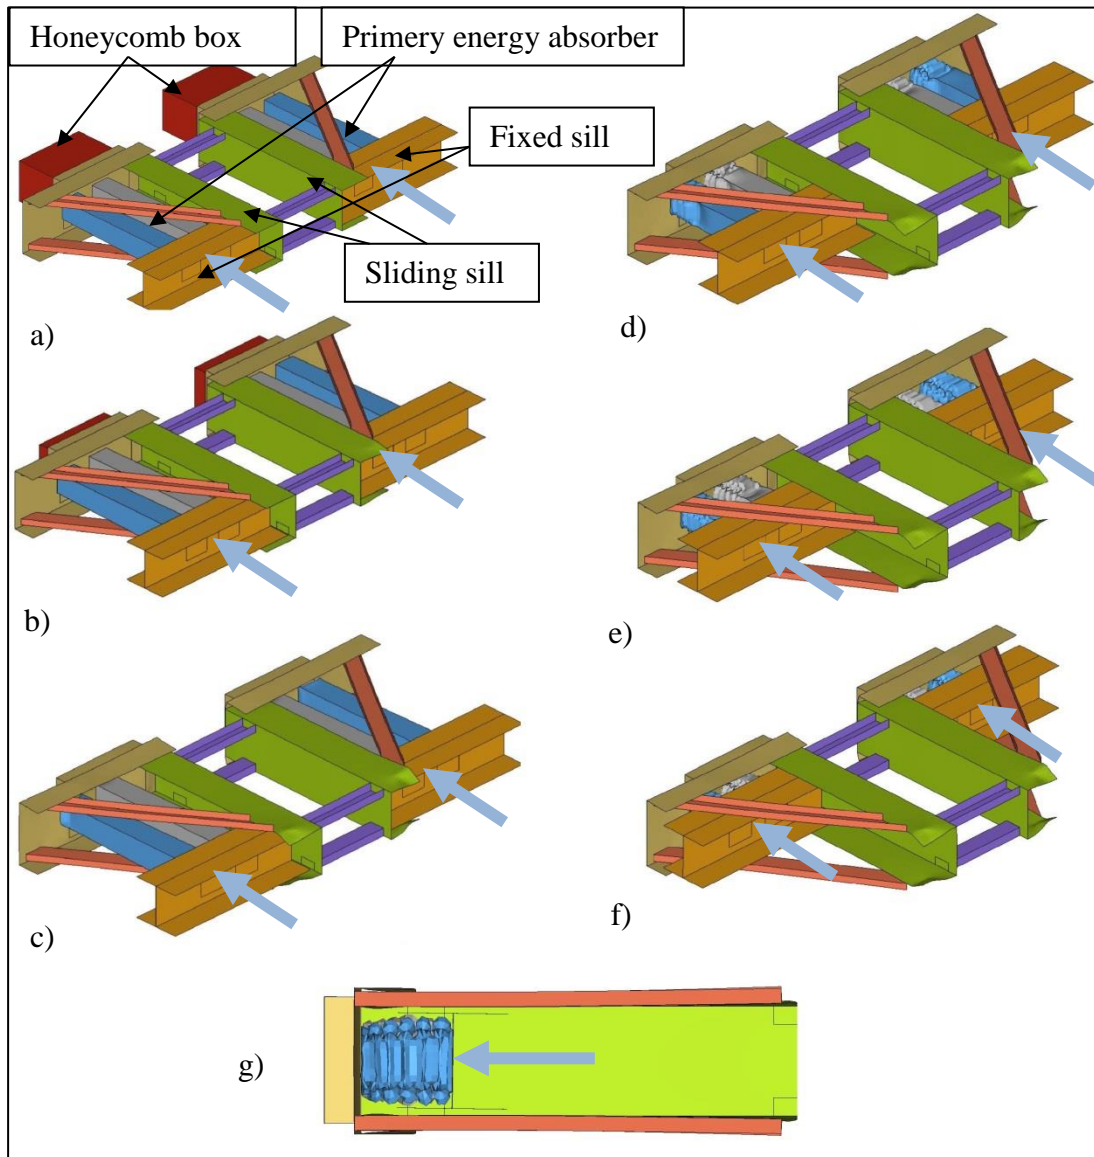 Honeycomb box
Primery energy absorber
Fixed sill
Sliding sill
a)
b)
c)
d)
e)
f)
g)